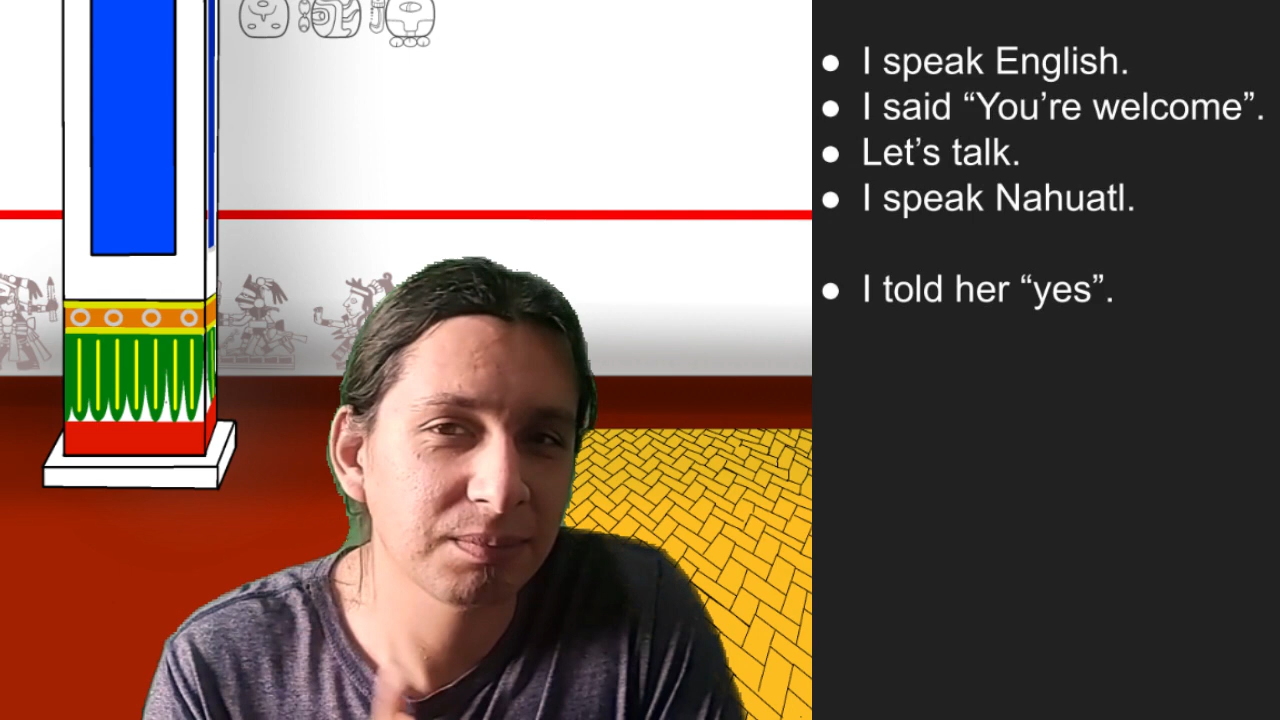 ● I speak English.
● I said “You’re welcome”.
● Let’s talk.
● I speak Nahuatl.
● I told her “yes”.